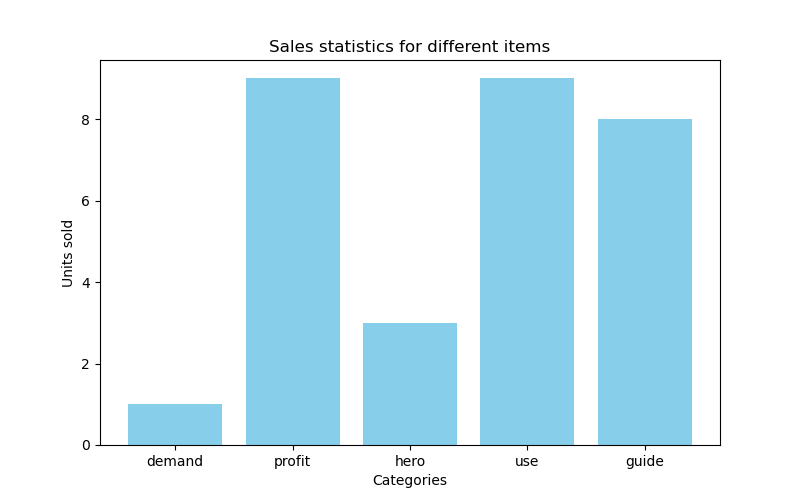 Sales statistics for different items
Units sold
8
6
4
2
0
demand profit hero use guide
Categories